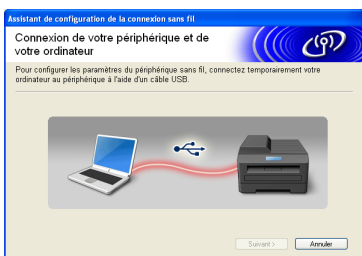 Assistant de configuration de la connexion sans fil
Connexion de votre périphérique et de
votre ordinateur
Pour configurer les paramètres du périphérique sans fil, connectez temporairement votre
ordinateur au périphérique à l'aide d'un câble USB.
Suivant > Annuler